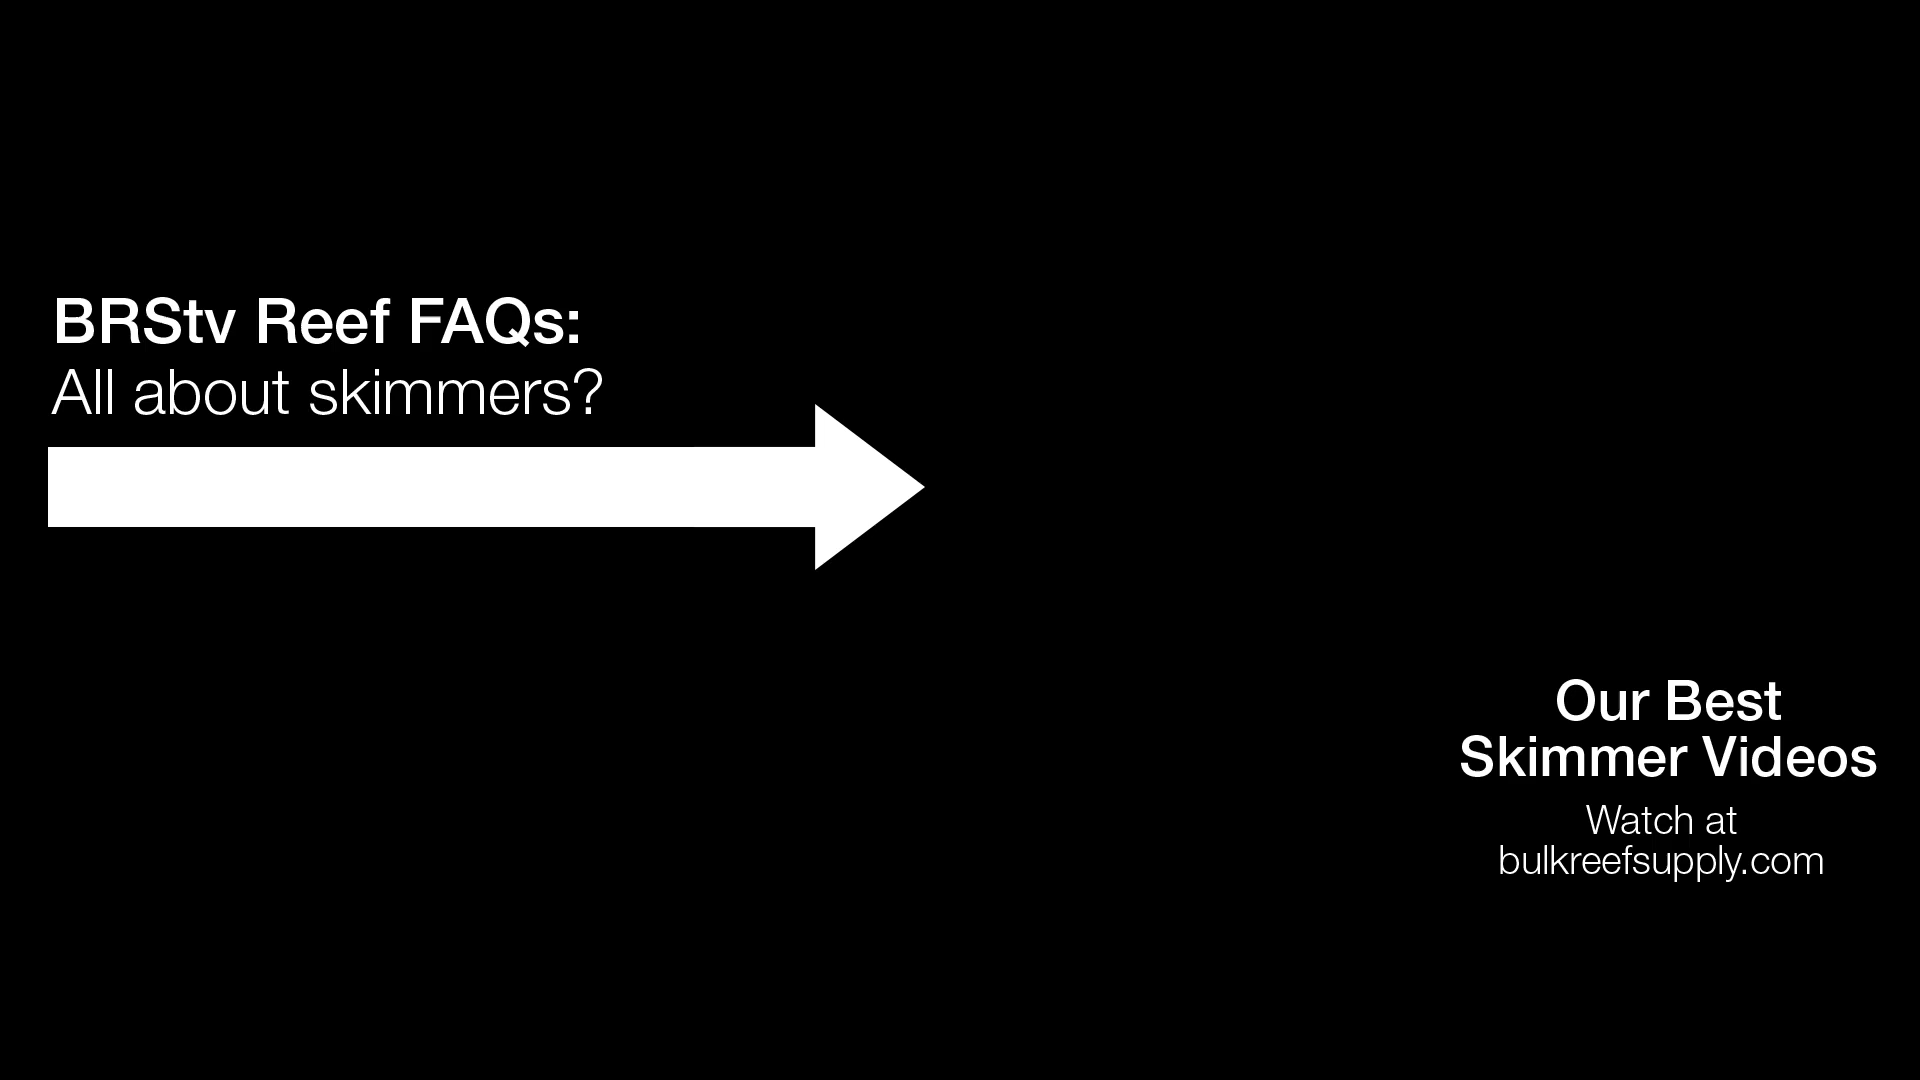 BRStv Reef FAQs:
All about skimmers?
Our Best
Skimmer Videos
Watch at
bulkreefsupply.com